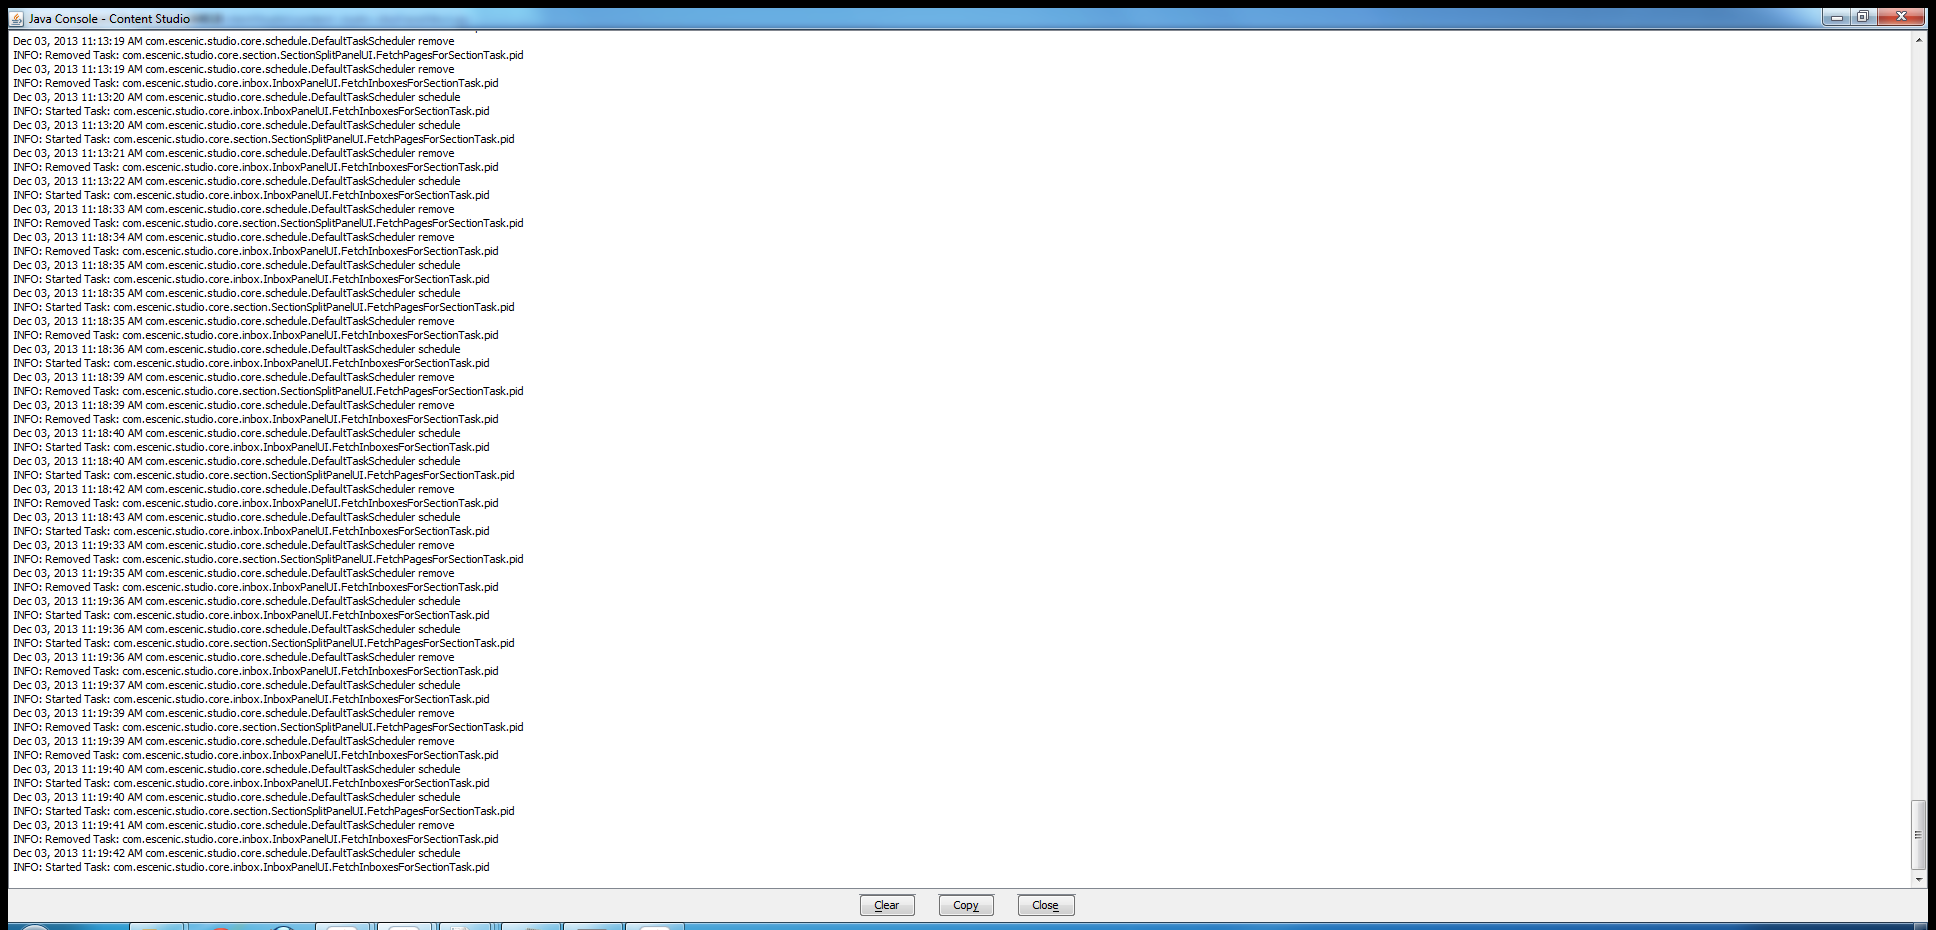 Java Console - Content Studio
Dec 03, 2013 11:13:19 AM com.escenic.studio.core.schedule.DefaultTaskScheduler remove
INFO: Removed Task: com.escenic.studio.core.section.SectionSplitPanelUI.FetchPagesForSectionTask.pid
Dec 03, 2013 11:13:19 AM com.escenic.studio.core.schedule.DefaultTaskScheduler remove
INFO: Removed Task: com.escenic.studio.core.inbox.InboxPanelUI.FetchInboxesForSectionTask.pid
Dec 03, 2013 11:13:20 AM com.escenic.studio.core.schedule.DefaultTaskScheduler schedule
INFO: Started Task: com.escenic.studio.core.inbox.InboxPanelUI.FetchInboxesForSectionTask.pid
Dec 03, 2013 11:13:20 AM com.escenic.studio.core.schedule.DefaultTaskScheduler schedule
INFO: Started Task: com.escenic.studio.core.section.SectionSplitPanelUI.FetchPagesForSectionTask.pid
Dec 03, 2013 11:13:21 AM com.escenic.studio.core.schedule.DefaultTaskScheduler remove
INFO: Removed Task: com.escenic.studio.core.inbox.InboxPanelUI.FetchInboxesForSectionTask.pid
Dec 03, 2013 11:13:22 AM com.escenic.studio.core.schedule.DefaultTaskScheduler schedule
INFO: Started Task: com.escenic.studio.core.inbox.InboxPanelUI.FetchInboxesForSectionTask.pid
Dec 03, 2013 11:18:33 AM com.escenic.studio.core.schedule.DefaultTaskScheduler remove
INFO: Removed Task: com.escenic.studio.core.section.SectionSplitPanelUI.FetchPagesForSectionTask.pid
Dec 03, 2013 11:18:34 AM com.escenic.studio.core.schedule.DefaultTaskScheduler remove
INFO: Removed Task: com.escenic.studio.core.inbox.InboxPanelUI.FetchInboxesForSectionTask.pid
Dec 03, 2013 11:18:35 AM com.escenic.studio.core.schedule.DefaultTaskScheduler schedule
INFO: Started Task: com.escenic.studio.core.inbox.InboxPanelUI.FetchInboxesForSectionTask.pid
Dec 03, 2013 11:18:35 AM com.escenic.studio.core.schedule.DefaultTaskScheduler schedule
INFO: Started Task: com.escenic.studio.core.section.SectionSplitPanelUI.FetchPagesForSectionTask.pid
Dec 03, 2013 11:18:35 AM com.escenic.studio.core.schedule.DefaultTaskScheduler remove
INFO: Removed Task: com.escenic.studio.core.inbox.InboxPanelUI.FetchInboxesForSectionTask.pid
Dec 03, 2013 11:18:36 AM com.escenic.studio.core.schedule.DefaultTaskScheduler schedule
INFO: Started Task: com.escenic.studio.core.inbox.InboxPanelUI.FetchInboxesForSectionTask.pid
Dec 03, 2013 11:18:39 AM com.escenic.studio.core.schedule.DefaultTaskScheduler remove
INFO: Removed Task: com.escenic.studio.core.section.SectionSplitPanelUI.FetchPagesForSectionTask.pid
Dec 03, 2013 11:18:39 AM com.escenic.studio.core.schedule.DefaultTaskScheduler remove
INFO: Removed Task: com.escenic.studio.core.inbox.InboxPanelUI.FetchInboxesForSectionTask.pid
Dec 03, 2013 11:18:40 AM com.escenic.studio.core.schedule.DefaultTaskScheduler schedule
INFO: Started Task: com.escenic.studio.core.inbox.InboxPanelUI.FetchInboxesForSectionTask.pid
Dec 03, 2013 11:18:40 AM com.escenic.studio.core.schedule.DefaultTaskScheduler schedule
INFO: Started Task: com.escenic.studio.core.section.SectionSplitPanelUI.FetchPagesForSectionTask.pid
Dec 03, 2013 11:18:42 AM com.escenic.studio.core.schedule.DefaultTaskScheduler remove
INFO: Removed Task: com.escenic.studio.core.inbox.InboxPanelUI.FetchInboxesForSectionTask.pid
Dec 03, 2013 11:18:43 AM com.escenic.studio.core.schedule.DefaultTaskScheduler schedule
INFO: Started Task: com.escenic.studio.core.inbox.InboxPanelUI.FetchInboxesForSectionTask.pid
Dec 03, 2013 11:19:33 AM com.escenic.studio.core.schedule.DefaultTaskScheduler remove
INFO: Removed Task: com.escenic.studio.core.section.SectionSplitPanelUI.FetchPagesForSectionTask.pid
Dec 03, 2013 11:19:35 AM com.escenic.studio.core.schedule.DefaultTaskScheduler remove
INFO: Removed Task: com.escenic.studio.core.inbox.InboxPanelUI.FetchInboxesForSectionTask.pid
Dec 03, 2013 11:19:36 AM com.escenic.studio.core.schedule.DefaultTaskScheduler schedule
INFO: Started Task: com.escenic.studio.core.inbox.InboxPanelUI.FetchInboxesForSectionTask.pid
Dec 03, 2013 11:19:36 AM com.escenic.studio.core.schedule.DefaultTaskScheduler schedule
INFO: Started Task: com.escenic.studio.core.section.SectionSplitPanelUI.FetchPagesForSectionTask.pid
Dec 03, 2013 11:19:36 AM com.escenic.studio.core.schedule.DefaultTaskScheduler remove
INFO: Removed Task: com.escenic.studio.core.inbox.InboxPanelUI.FetchInboxesForSectionTask.pid
Dec 03, 2013 11:19:37 AM com.escenic.studio.core.schedule.DefaultTaskScheduler schedule
INFO: Started Task: com.escenic.studio.core.inbox.InboxPanelUI.FetchInboxesForSectionTask.pid
Dec 03, 2013 11:19:39 AM com.escenic.studio.core.schedule.DefaultTaskScheduler remove
INFO: Removed Task: com.escenic.studio.core.section.SectionSplitPanelUI.FetchPagesForSectionTask.pid
Dec 03, 2013 11:19:39 AM com.escenic.studio.core.schedule.DefaultTaskScheduler remove
INFO: Removed Task: com.escenic.studio.core.inbox.InboxPanelUI.FetchInboxesForSectionTask.pid
Dec 03, 2013 11:19:40 AM com.escenic.studio.core.schedule.DefaultTaskScheduler schedule
INFO: Started Task: com.escenic.studio.core.inbox.InboxPanelUI.FetchInboxesForSectionTask.pid
Dec 03, 2013 11:19:40 AM com.escenic.studio.core.schedule.DefaultTaskScheduler schedule
INFO: Started Task: com.escenic.studio.core.section.SectionSplitPanelUI.FetchPagesForSectionTask.pid
Dec 03, 2013 11:19:41 AM com.escenic.studio.core.schedule.DefaultTaskScheduler remove
INFO: Removed Task: com.escenic.studio.core.inbox.InboxPanelUI.FetchInboxesForSectionTask.pid
Dec 03, 2013 11:19:42 AM com.escenic.studio.core.schedule.DefaultTaskScheduler schedule
INFO: Started Task: com.escenic.studio.core.inbox.InboxPanelUI.FetchInboxesForSectionTask.pid
Clear Copy Close